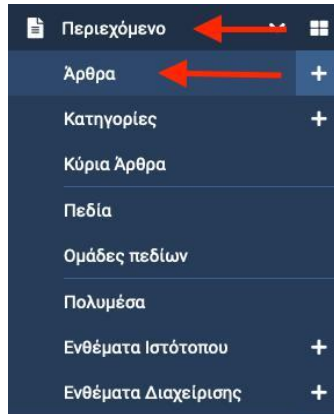 Περιεχόμενο
Άρθρα
Κατηγορίες
Κύρια Άρθρα
Πεδία
Ομάδες πεδίων
Πολυμέσα
Ενθέματα Ιστότοπου
Ενθέματα Διαχείρισης